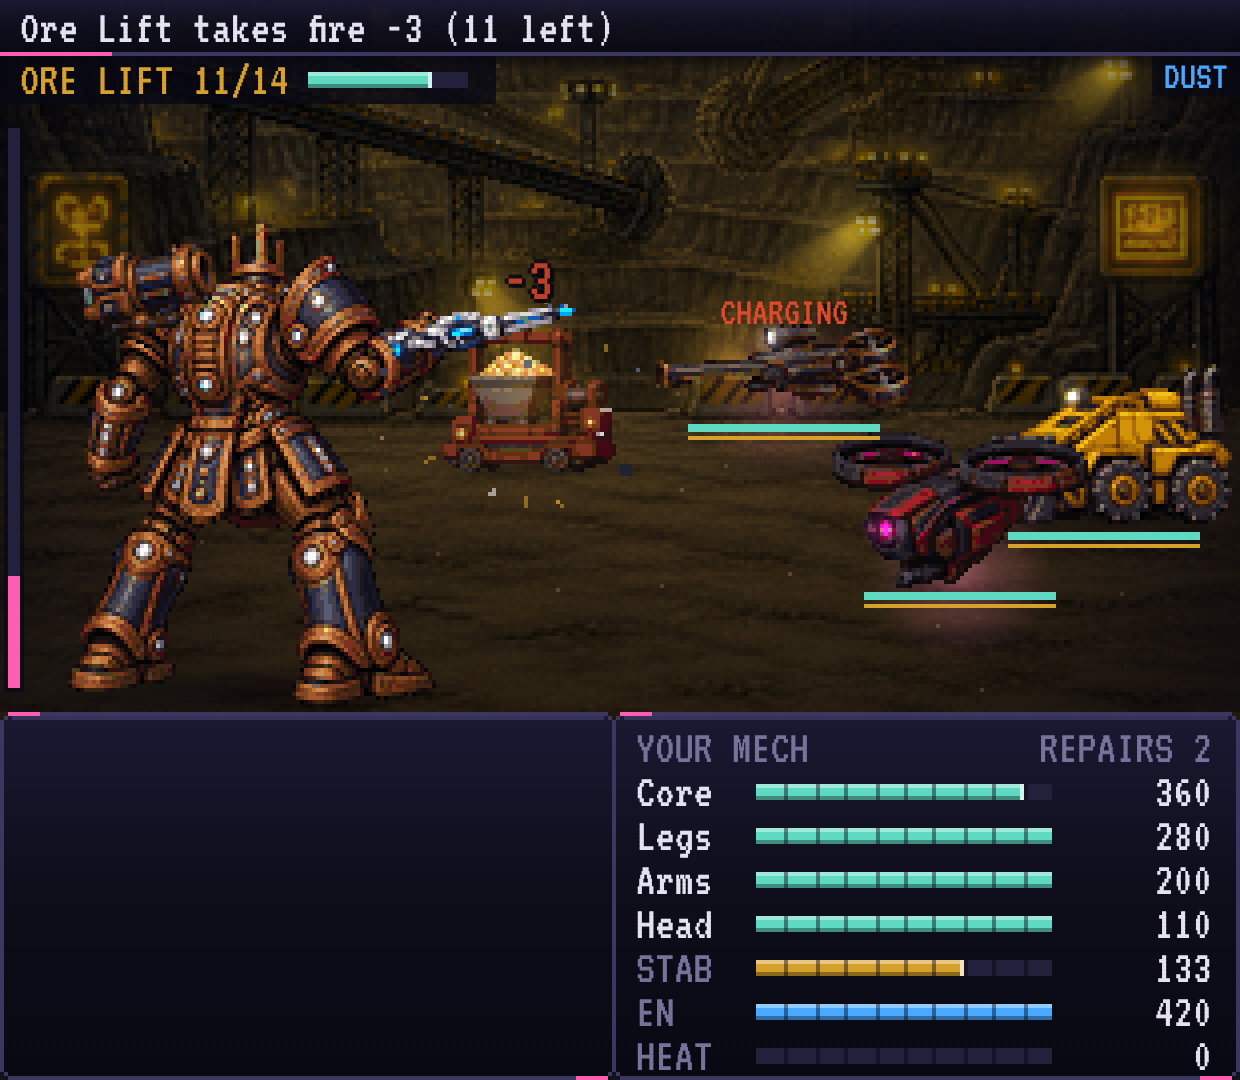 Ore Lift takes fire -3 (11 left)
ORE LIFT 11/14
DUST
-3
CHARGING
YOUR MECH REPAIRS 2
Core 360
Legs 280
Arms 200
Head 110
STAB 133
EN 420
HEAT 0